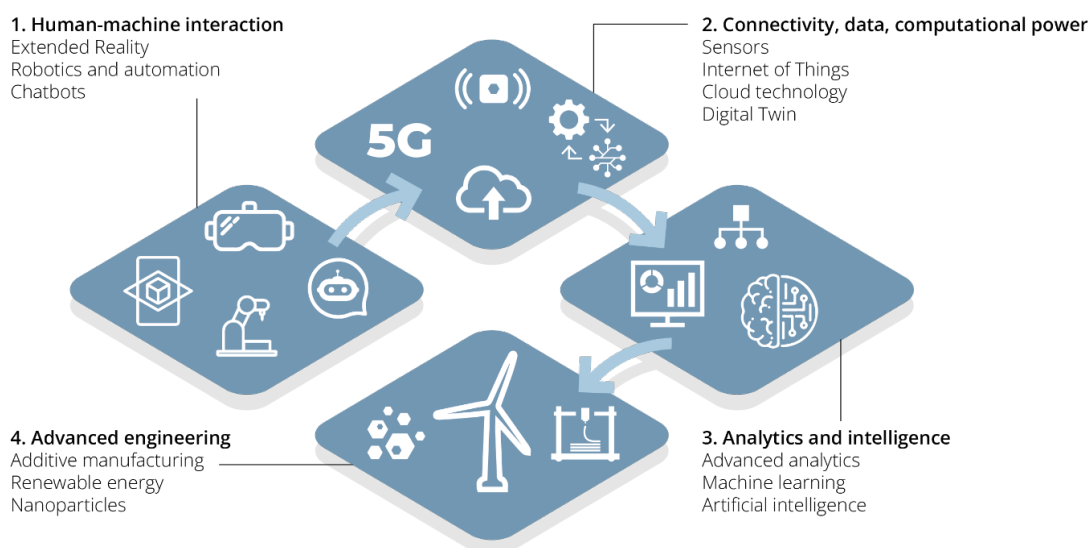 1. Human-machine interaction
Extended Reality
Robotics and automation
Chatbots
2. Connectivity, data, computational power
Sensors
Internet of Things
Cloud technology
Digital Twin
5G
4. Advanced engineering
Additive manufacturing
Renewable energy
Nanoparticles
3. Analytics and intelligence
Advanced analytics
Machine learning
Artificial intelligence